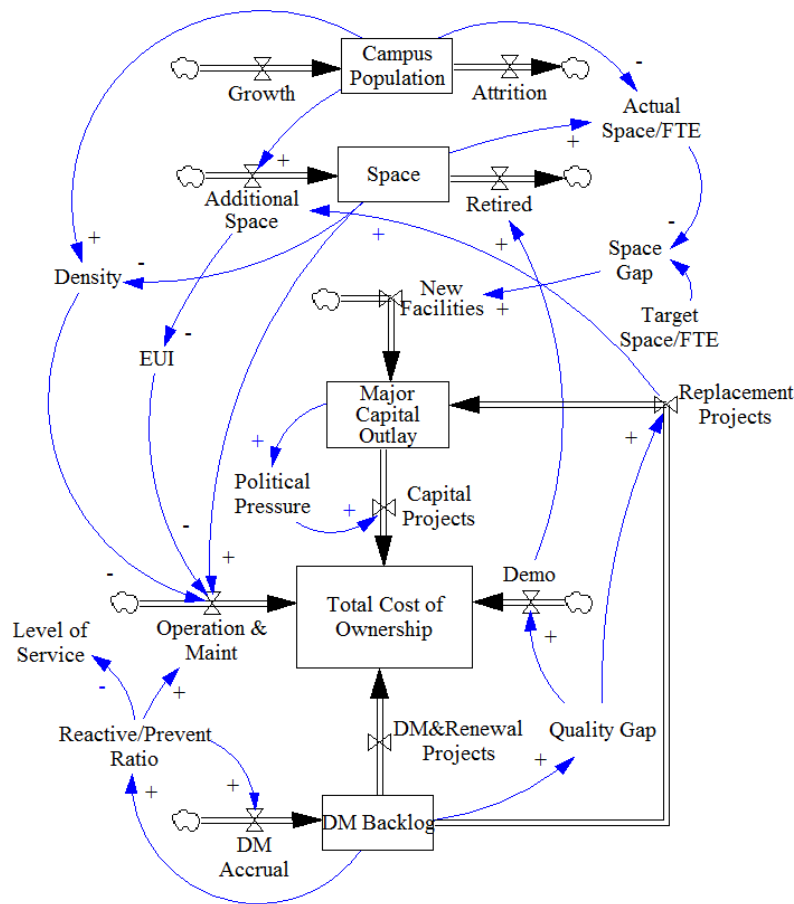 +
Campus
Population
-
Growth
Attrition
Actual
Space/FTE
+
+
Space
Additional
Space
Retired
+
+
-
-
+
Density
Space
Gap
New
Facilities
+
Target
Space/FTE
-
EUI
Major
Capital
Outlay
Replacement
Projects
+
+
Political
Pressure
+
Capital
Projects
-
+
-
Demo
Total Cost of
Ownership
Operation &
Maint
Level of
Service
+
-
+
Reactive/Prevent
Ratio
DM&Renewal
Projects
Quality Gap
+
+
+
DM Backlog
DM
Accrual